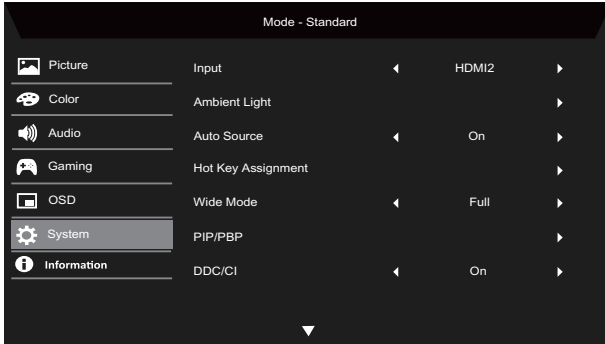 Mode - Standard
Picture
Color
Audio
Gaming
OSD
System
Information
Input HDMI2
Ambient Light
Auto Source On
Hot Key Assignment
Wide Mode Full
PIP/PBP
DDC/CI On